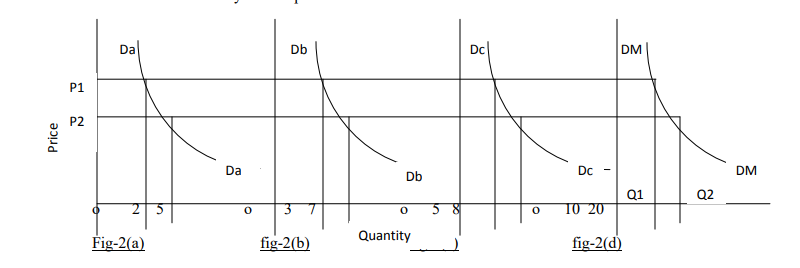 Da Db Dc DM
P1
P2
Price
Da Db Dc – DM
Q1 Q2
o 2 5 o 3 7 o 5 8 o 10 20
Quantity
Fig-2(a) fig-2(b) ) fig-2(d)